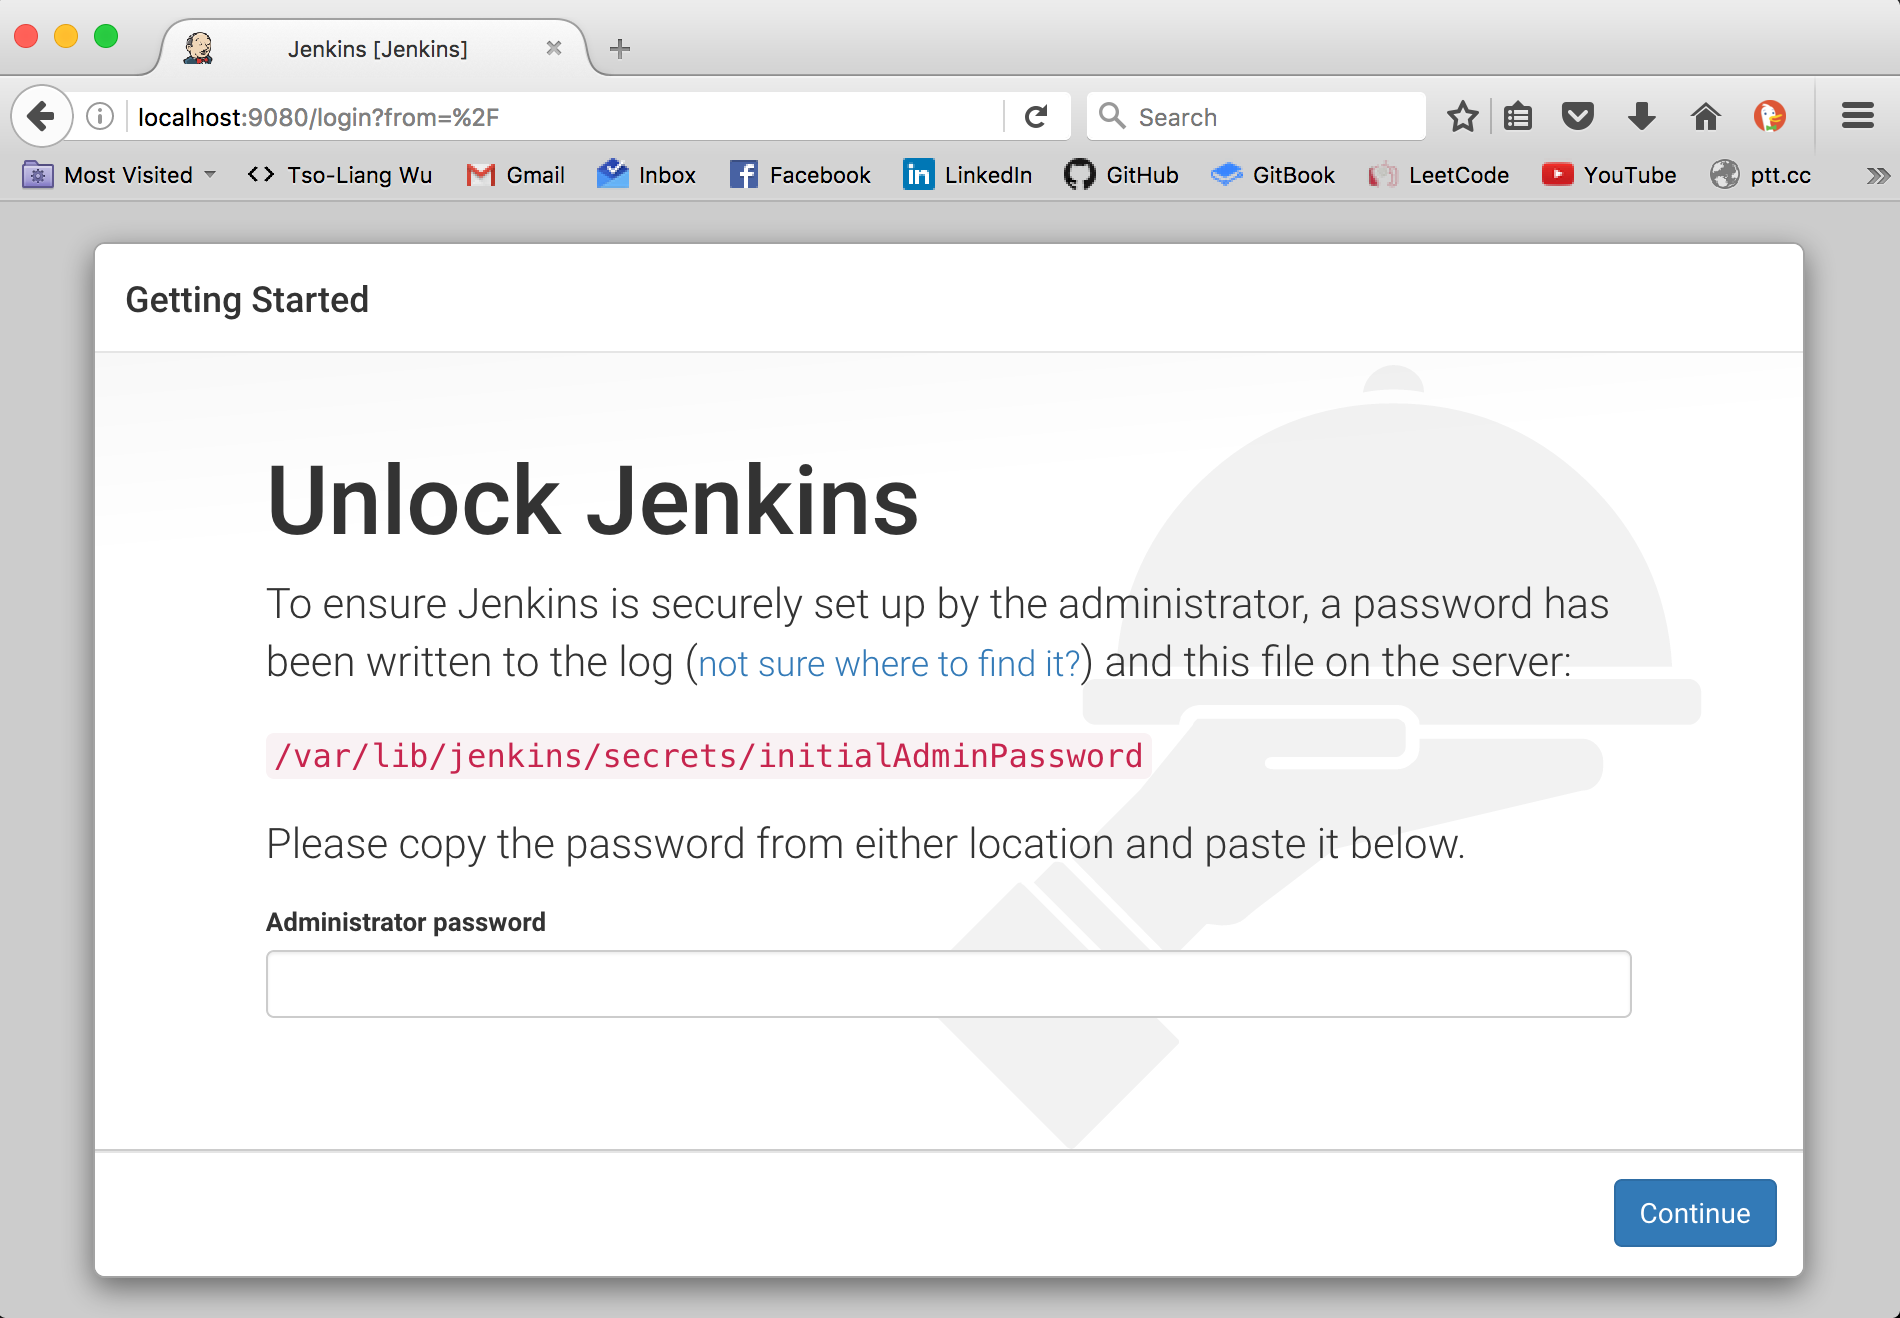 Jenkins [Jenkins]
localhost:9080/login?from=%2F
Search
Most Visited
Tso-Liang Wu
Gmail
Inbox
Facebook
LinkedIn
GitHub
GitBook
LeetCode
YouTube
ptt.cc
Getting Started
Unlock Jenkins
To ensure Jenkins is securely set up by the administrator, a password has
been written to the log (not sure where to find it?) and this file on the server:
/var/lib/jenkins/secrets/initialAdminPassword
Please copy the password from either location and paste it below.
Administrator password
Continue